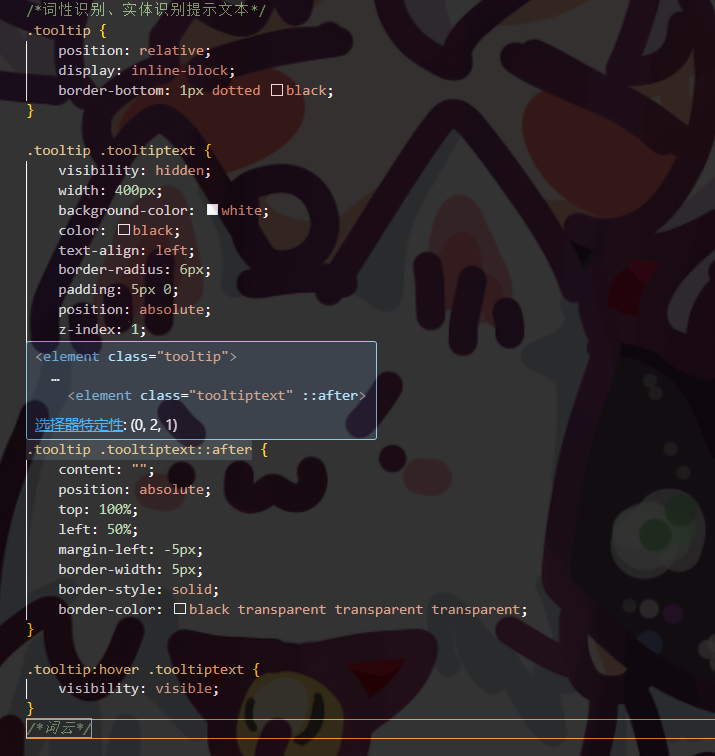 /*词性识别、实体识别提示文本*/
.tooltip {
position: relative;
display: inline-block;
border-bottom: 1px dotted black;
}
.tooltip .tooltiptext {
visibility: hidden;
width: 400px;
background-color: white;
color: black;
text-align: left;
border-radius: 6px;
padding: 5px 0;
position: absolute;
z-index: 1;
<element class="tooltip">
…
<element class="tooltiptext" ::after>
选择器特定性: (0, 2, 1)
.tooltip .tooltiptext::after {
content: "";
position: absolute;
top: 100%;
left: 50%;
margin-left: -5px;
border-width: 5px;
border-style: solid;
border-color: black transparent transparent transparent;
}
.tooltip:hover .tooltiptext {
visibility: visible;
}
/*词云*/